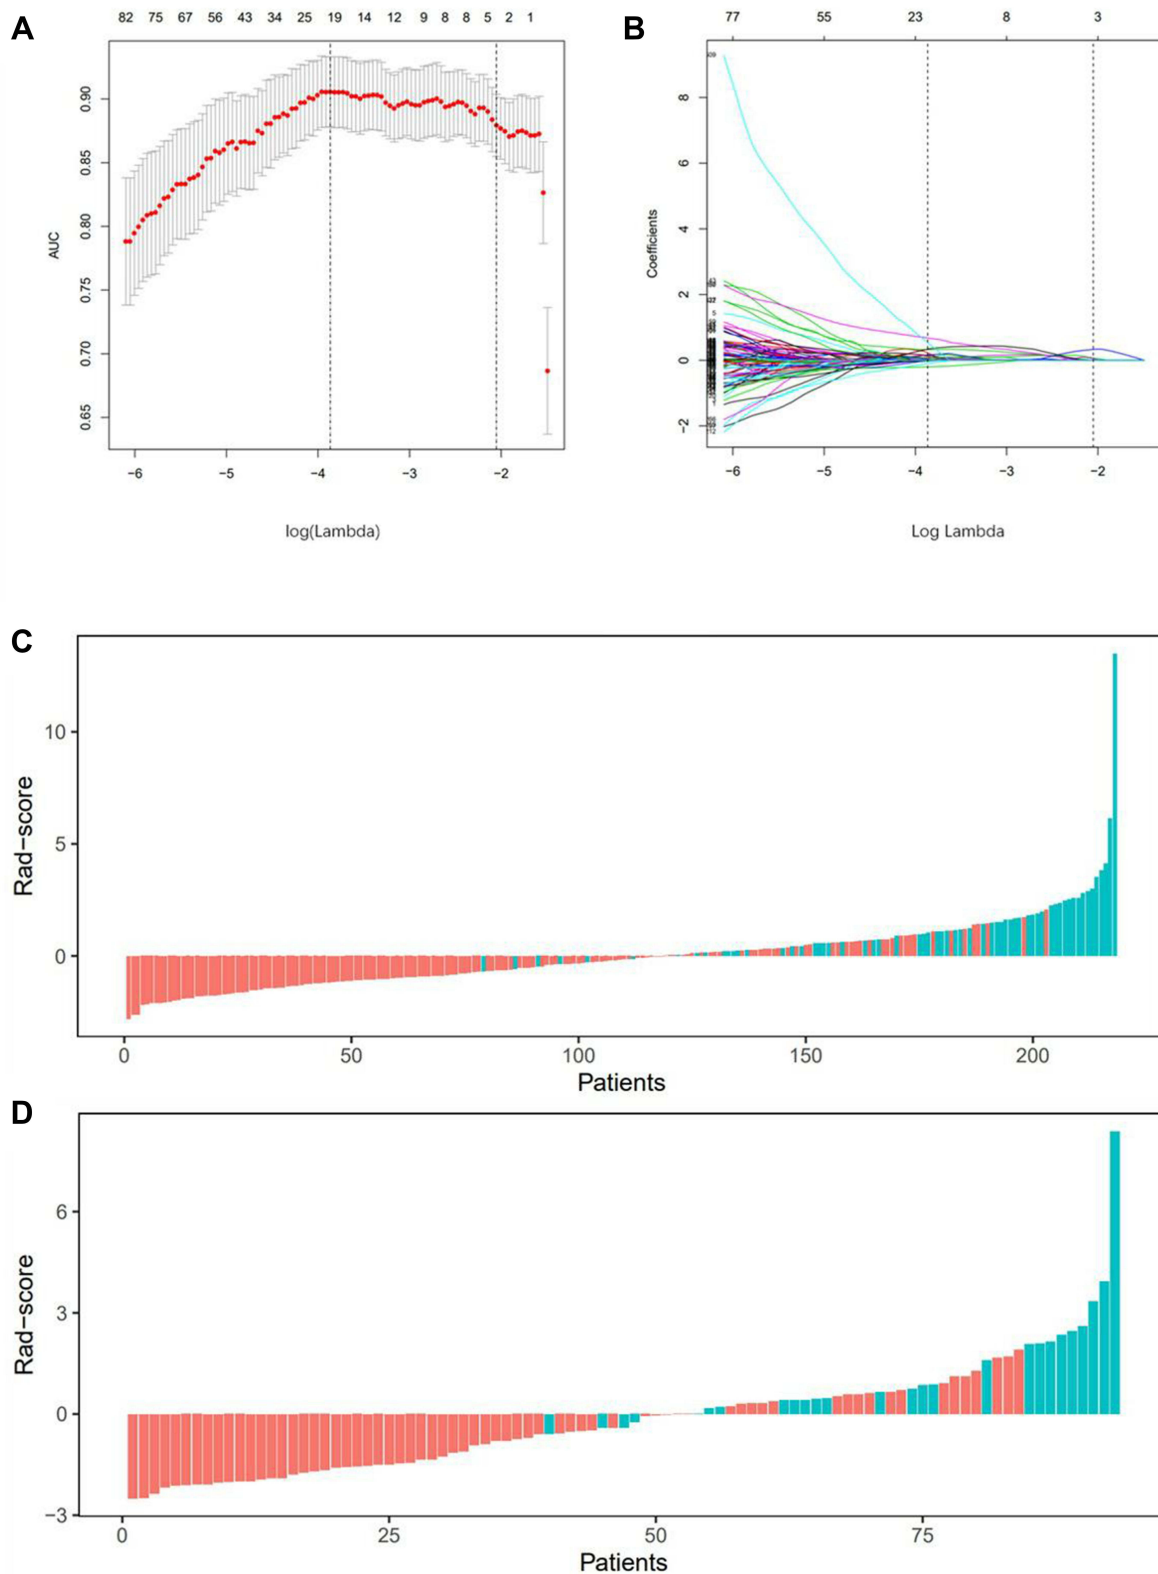 A
82 75 67 56 43 34 25 19 14 12 9 8 8 5 2 1
AUC
0.90
0.85
0.80
0.75
0.70
0.65
−6 −5 −4 −3 −2
log(Lambda)
B
77 55 23 8 3
Coefficients
8
6
4
2
0
−2
−6 −5 −4 −3 −2
Log Lambda
C
Rad−score
10
5
0
0 50 100 150 200
Patients
D
Rad−score
6
3
0
−3
0 25 50 75
Patients